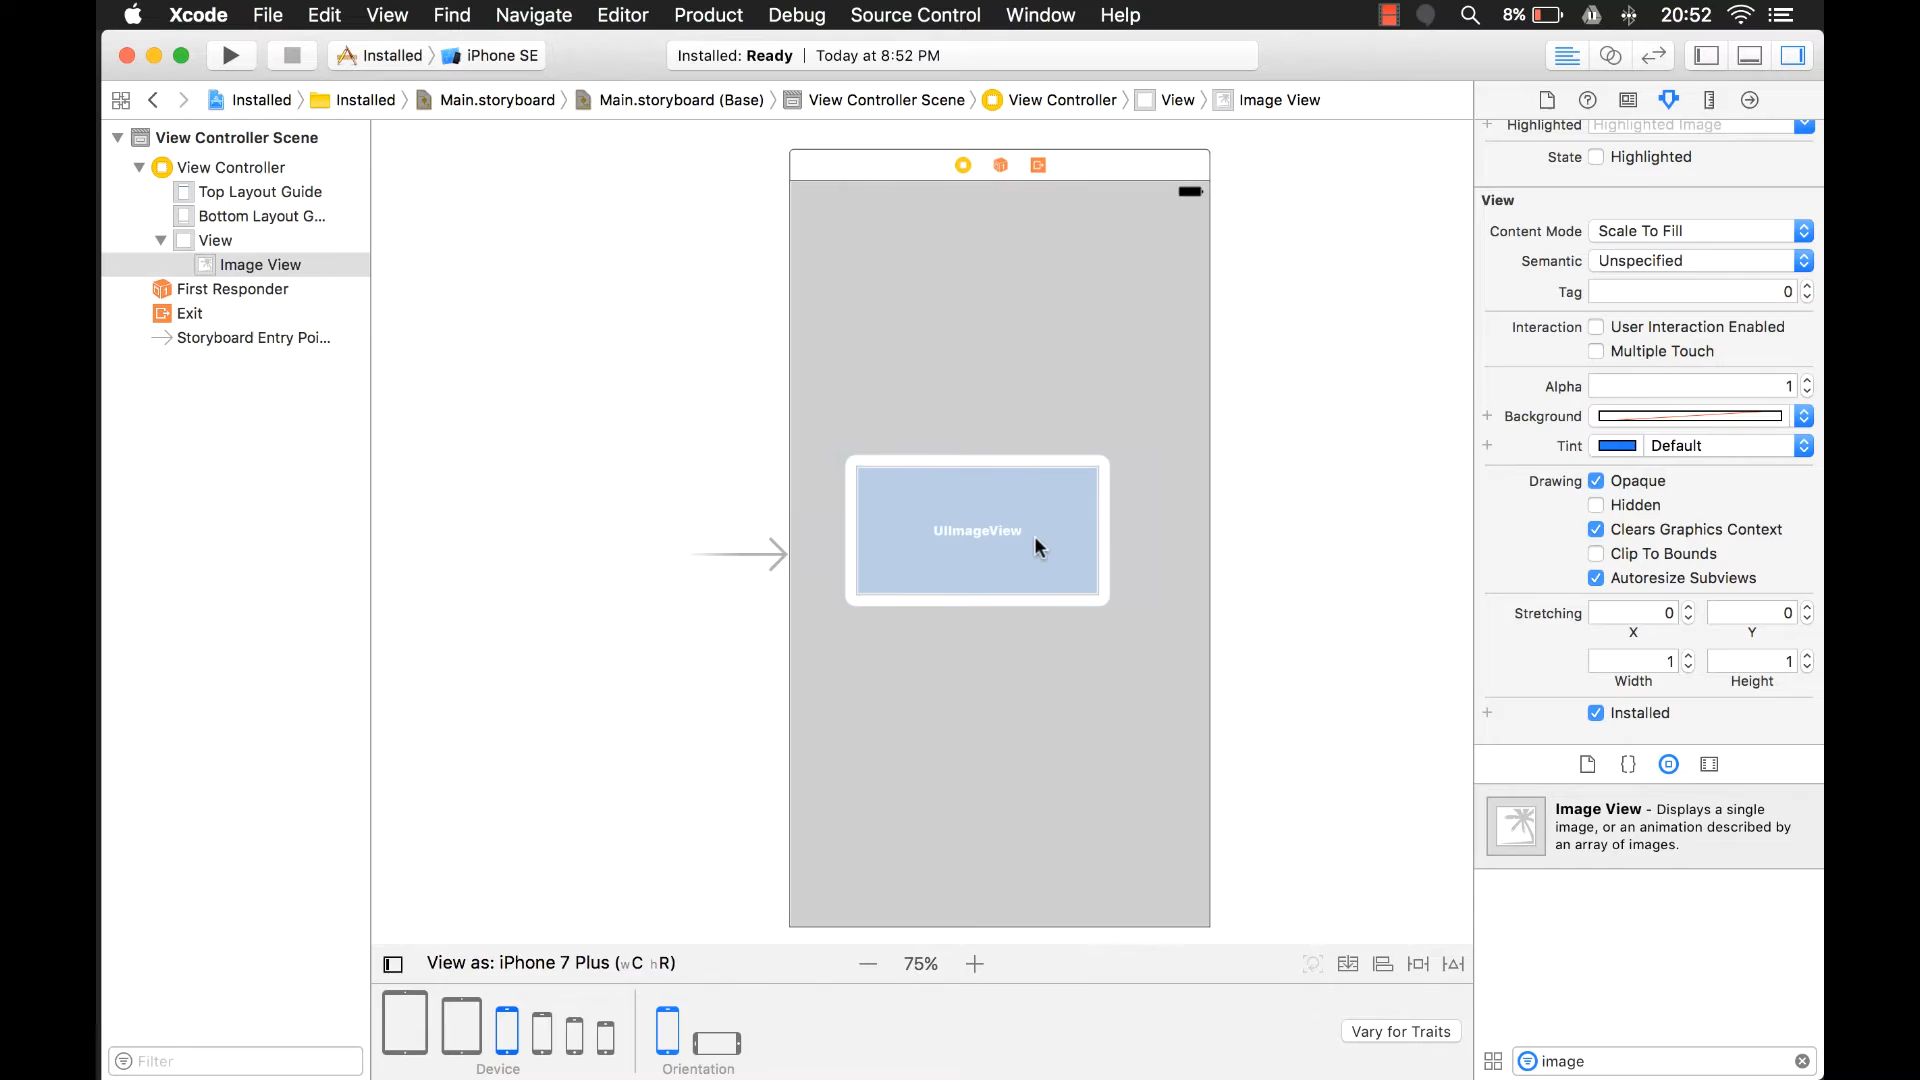 Xcode File Edit View Find Navigate Editor Product Debug Source Control Window Help 8% 20:52
Installed iPhone SE Installed: Ready | Today at 8:52 PM
Installed Installed Main.storyboard Main.storyboard (Base) View Controller Scene View Controller View Image View
View Controller Scene
View Controller
Top Layout Guide
Bottom Layout G...
View
Image View
First Responder
Exit
Storyboard Entry Poi...
Filter
UIImageView
View as: iPhone 7 Plus (wC hR) 75%
Vary for Traits
Device Orientation
Highlighted Highlighted Image
State Highlighted
View
Content Mode Scale To Fill
Semantic Unspecified
Tag 0
Interaction User Interaction Enabled
Multiple Touch
Alpha 1
Background
Tint Default
Drawing Opaque
Hidden
Clears Graphics Context
Clip To Bounds
Autoresize Subviews
Stretching 0 0
X Y
1 1
Width Height
Installed
Image View - Displays a single
image, or an animation described by
an array of images.
image